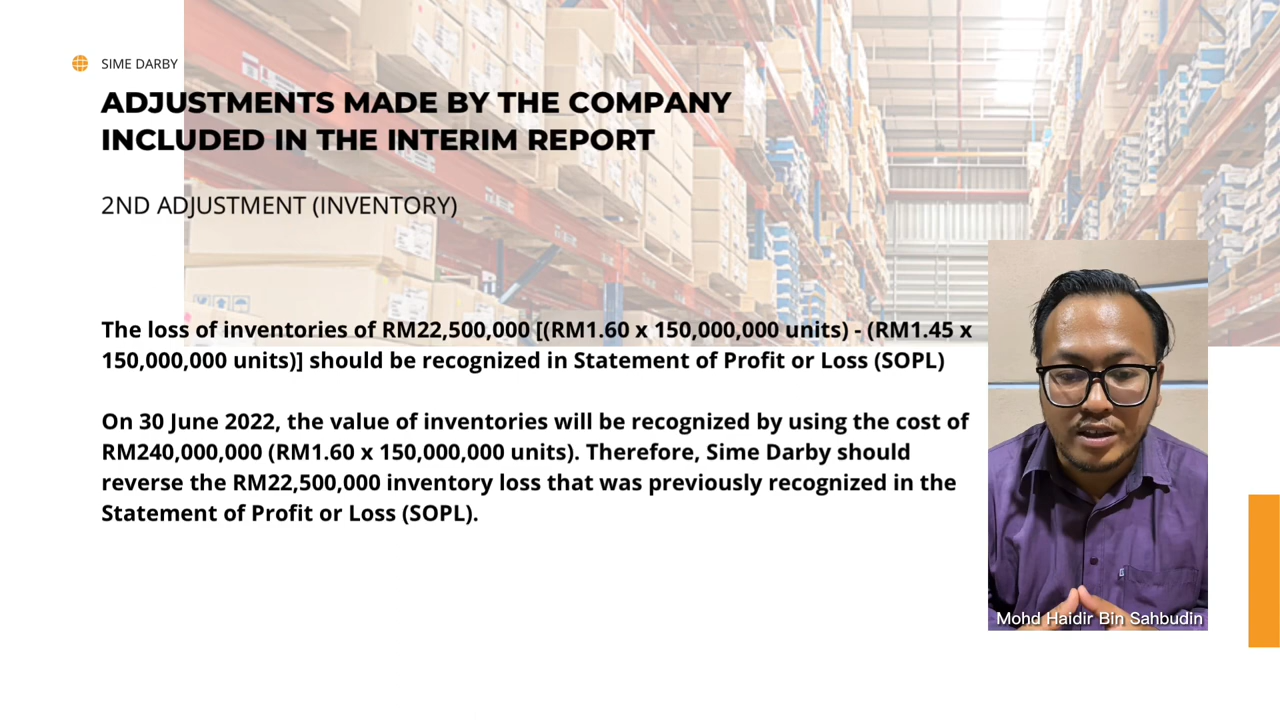 SIME DARBY
ADJUSTMENTS MADE BY THE COMPANY
INCLUDED IN THE INTERIM REPORT
2ND ADJUSTMENT (INVENTORY)
The loss of inventories of RM22,500,000 [(RM1.60 x 150,000,000 units) - (RM1.45 x
150,000,000 units)] should be recognized in Statement of Profit or Loss (SOPL)
On 30 June 2022, the value of inventories will be recognized by using the cost of
RM240,000,000 (RM1.60 x 150,000,000 units). Therefore, Sime Darby should
reverse the RM22,500,000 inventory loss that was previously recognized in the
Statement of Profit or Loss (SOPL).
Mohd Haidir Bin Sahbudin